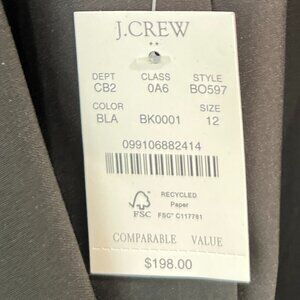 J.CREW
DEPT CLASS STYLE
CB2 0A6 BO597
COLOR SIZE
BLA BK0001 12
099106882414
FSC
RECYCLED
Paper
FSC® C117781
COMPARABLE VALUE
$198.00